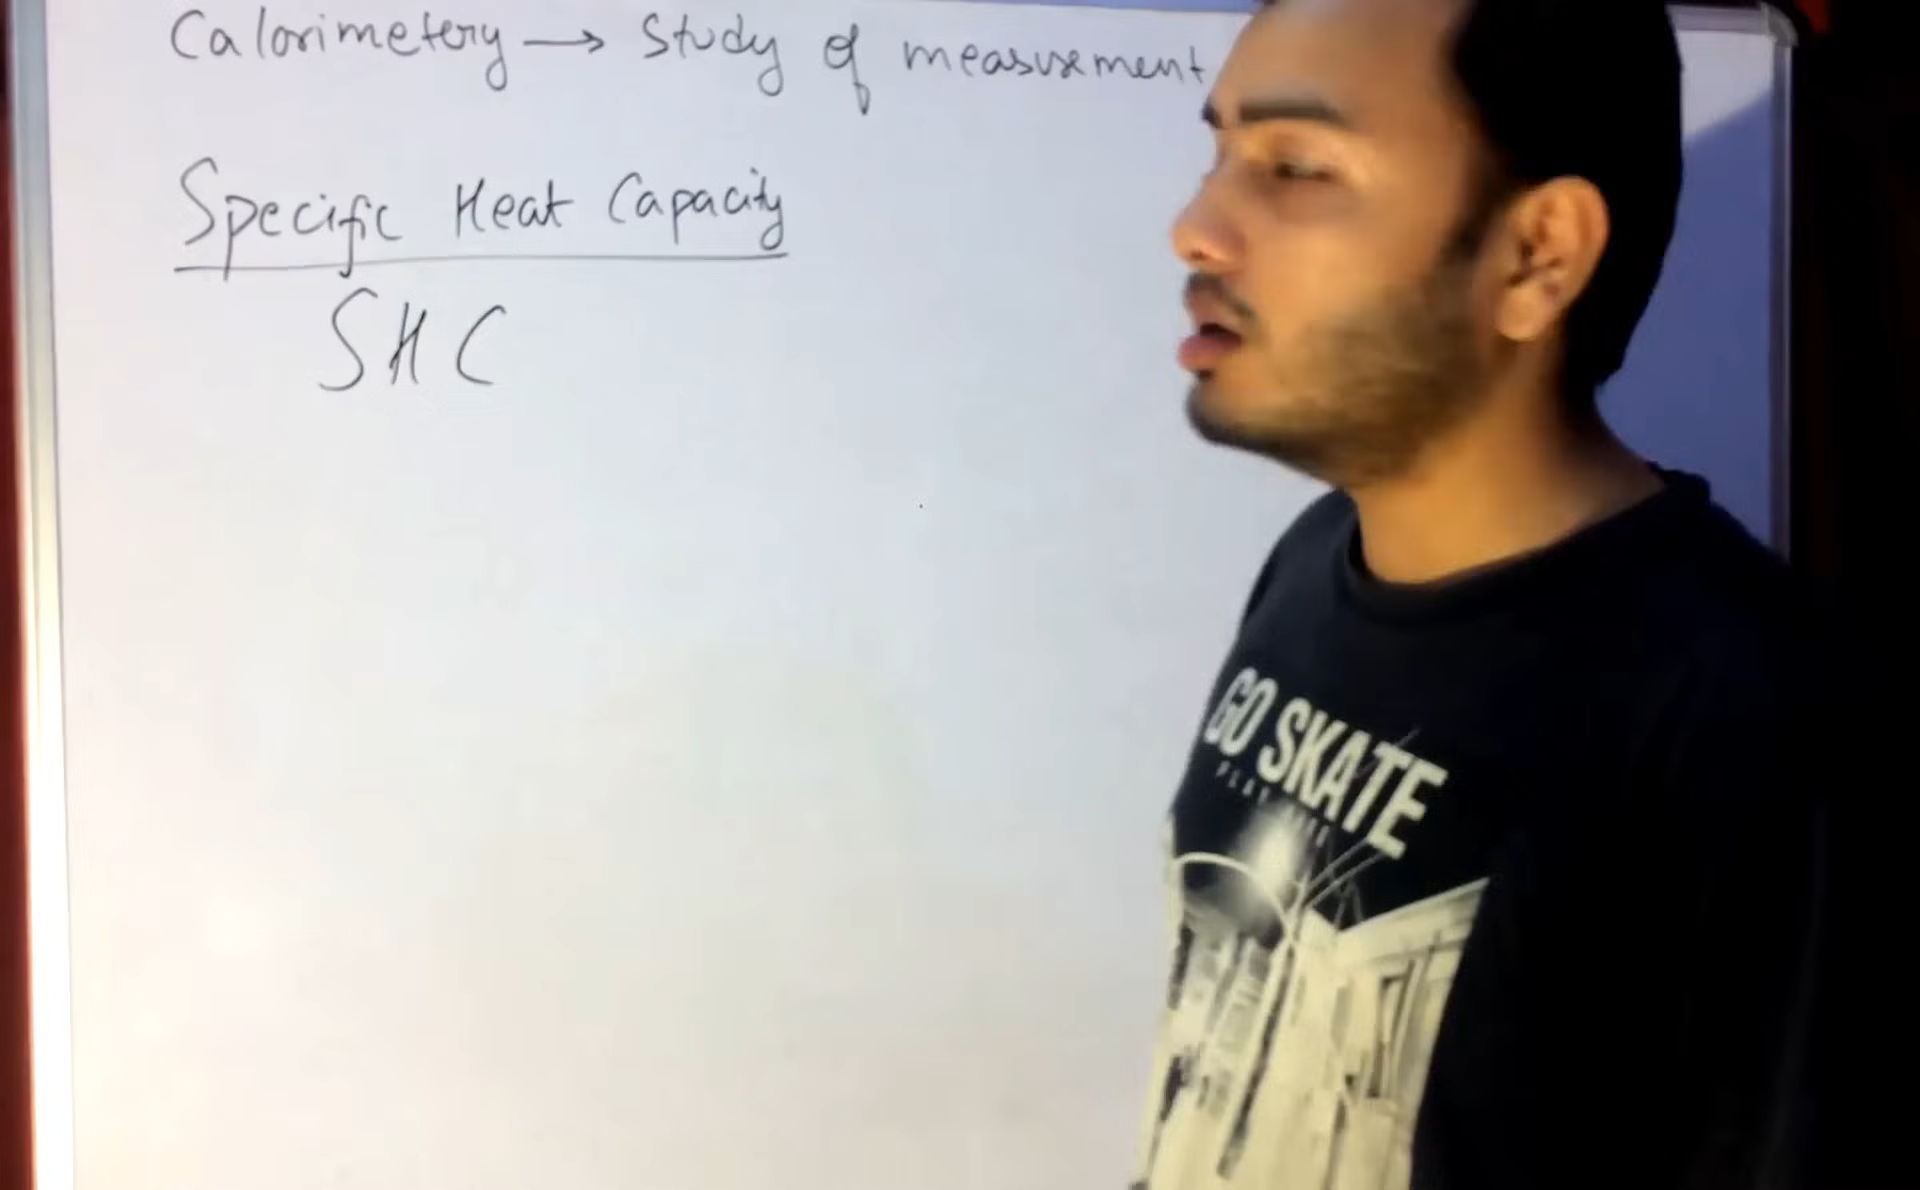 Calorimetery → Study of measurement
Specific Heat Capacity
SHC
GO SKATE